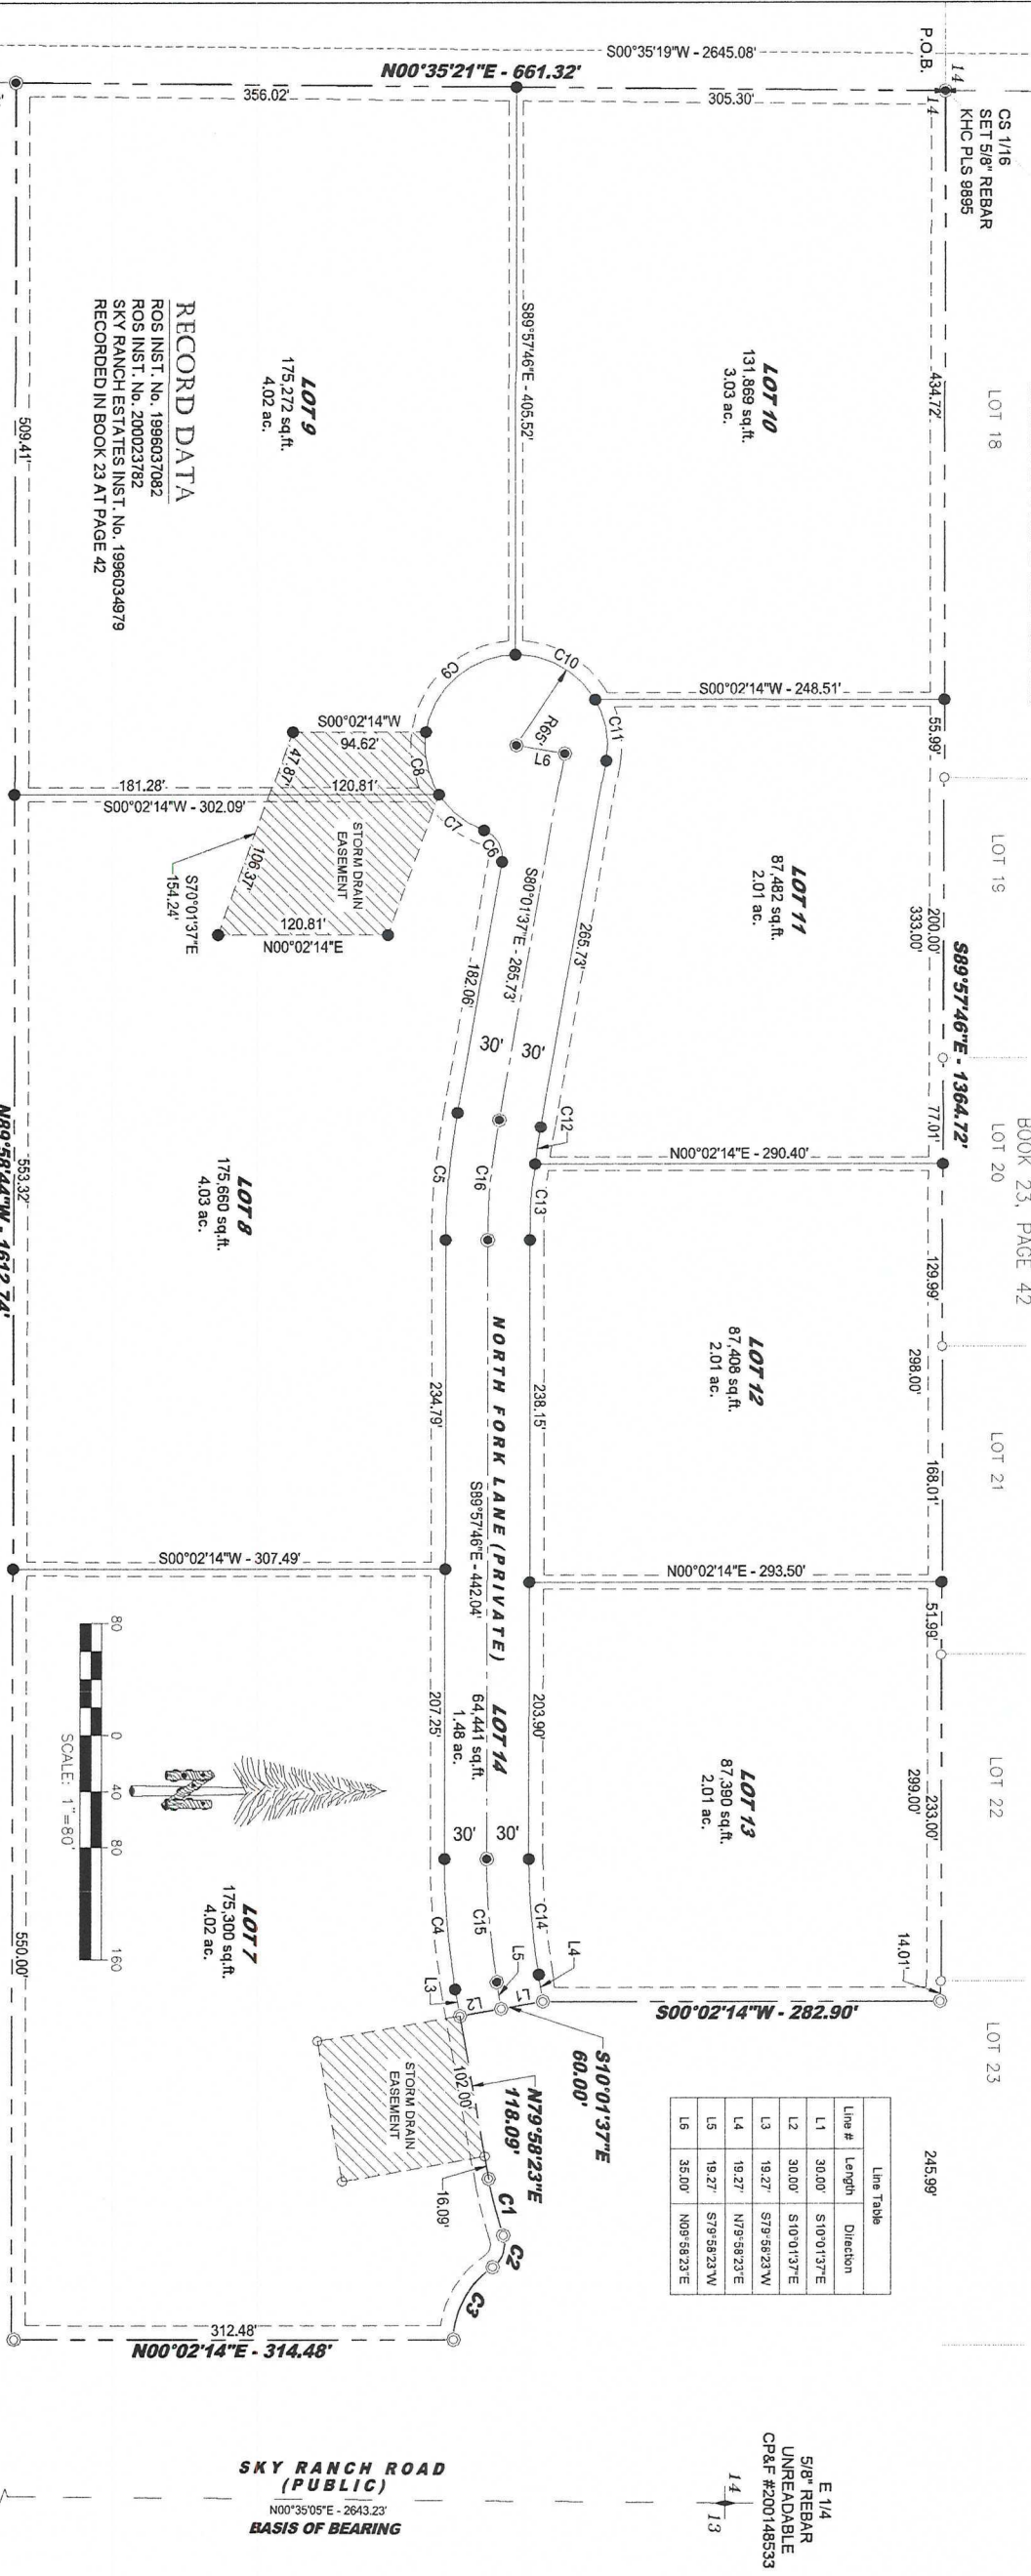 S00°35'19"W - 2645.08'
P.O.B.
14
14
CS 1/16
SET 5/8" REBAR
KHC PLS 9895
N00°35'21"E - 661.32'
356.02'
305.30'
LOT 18
434.72'
LOT 10
131,869 sq.ft.
3.03 ac.
S89°57'46"E - 405.52'
LOT 9
175,272 sq.ft.
4.02 ac.
RECORD DATA
ROS INST. No. 1996037082
ROS INST. No. 200023782
SKY RANCH ESTATES INST. No. 1996034979
RECORDED IN BOOK 23 AT PAGE 42
509.41'
C10
C9
C11
R65'
L6
C8
C7
C6
S00°02'14"W - 248.51'
55.99'
S00°02'14"W
94.62'
47.87'
181.28'
120.81'
S00°02'14"W - 302.09'
STORM DRAIN
EASEMENT
106.37'
S70°01'37"E
154.24'
120.81'
N00°02'14"E
LOT 19
200.00'
333.00'
S89°57'46"E - 1364.72'
LOT 11
87,482 sq.ft.
2.01 ac.
265.73'
S80°01'37"E - 265.73'
182.06'
30'
30'
C12
77.01'
LOT 20
BOOK 23, PAGE 42
N00°02'14"E - 290.40'
C5
C16
C13
LOT 8
175,660 sq.ft.
4.03 ac.
553.32'
N89°58'44"W - 1612.74'
129.99'
298.00'
168.01'
LOT 21
LOT 12
87,408 sq.ft.
2.01 ac.
238.15'
NORTH FORK LANE (PRIVATE)
S89°57'46"E - 442.04'
234.79'
S00°02'14"W - 307.49'
N00°02'14"E - 293.50'
51.99'
LOT 22
233.00'
299.00'
14.01'
LOT 13
87,390 sq.ft.
2.01 ac.
203.90'
LOT 14
64,441 sq.ft.
1.48 ac.
207.25'
30'
30'
C14
C15
C4
L4
L5
L3
L1
L2
80
0
40
80
160
SCALE: 1"=80'
N
LOT 7
175,300 sq.ft.
4.02 ac.
550.00'
S00°02'14"W - 282.90'
LOT 23
245.99'
S10°01'37"E
60.00'
N79°58'23"E
118.09'
102.00'
STORM DRAIN
EASEMENT
16.09'
C1
C2
C3
312.48'
N00°02'14"E - 314.48'
Line Table
Line # Length Direction
L1 30.00' S10°01'37"E
L2 30.00' S10°01'37"E
L3 19.27' S79°58'23"W
L4 19.27' N79°58'23"E
L5 19.27' S79°58'23"W
L6 35.00' N09°58'23"E
SKY RANCH ROAD
(PUBLIC)
N00°35'05"E - 2643.23'
BASIS OF BEARING
14
13
E 1/4
5/8" REBAR
UNREADABLE
CP&F #200148533